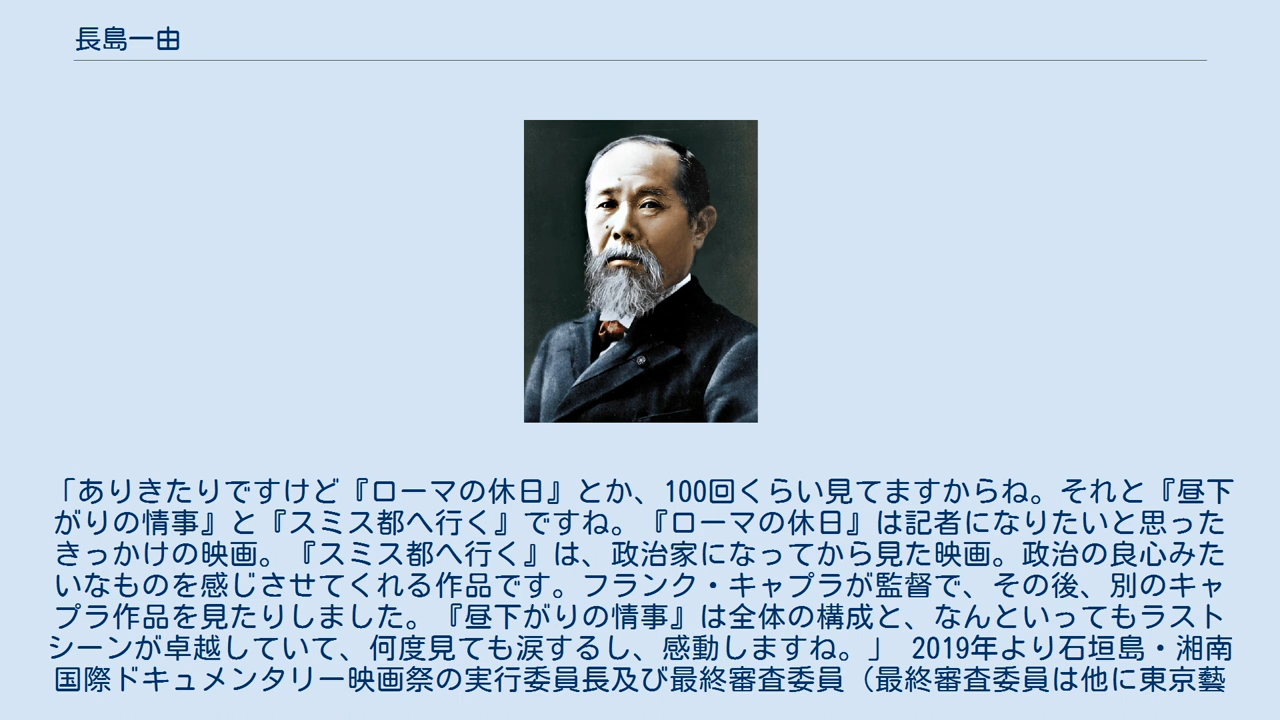 長島一由
「ありきたりですけど『ローマの休日』とか、100回くらい見てますからね。それと『昼下
がりの情事』と『スミス都へ行く』ですね。『ローマの休日』は記者になりたいと思った
きっかけの映画。『スミス都へ行く』は、政治家になってから見た映画。政治の良心みた
いなものを感じさせてくれる作品です。フランク・キャプラが監督で、その後、別のキャ
プラ作品を見たりしました。『昼下がりの情事』は全体の構成と、なんといってもラスト
シーンが卓越していて、何度見ても涙するし、感動しますね。」 2019年より石垣島・湘南
国際ドキュメンタリー映画祭の実行委員長及び最終審査委員（最終審査委員は他に東京藝